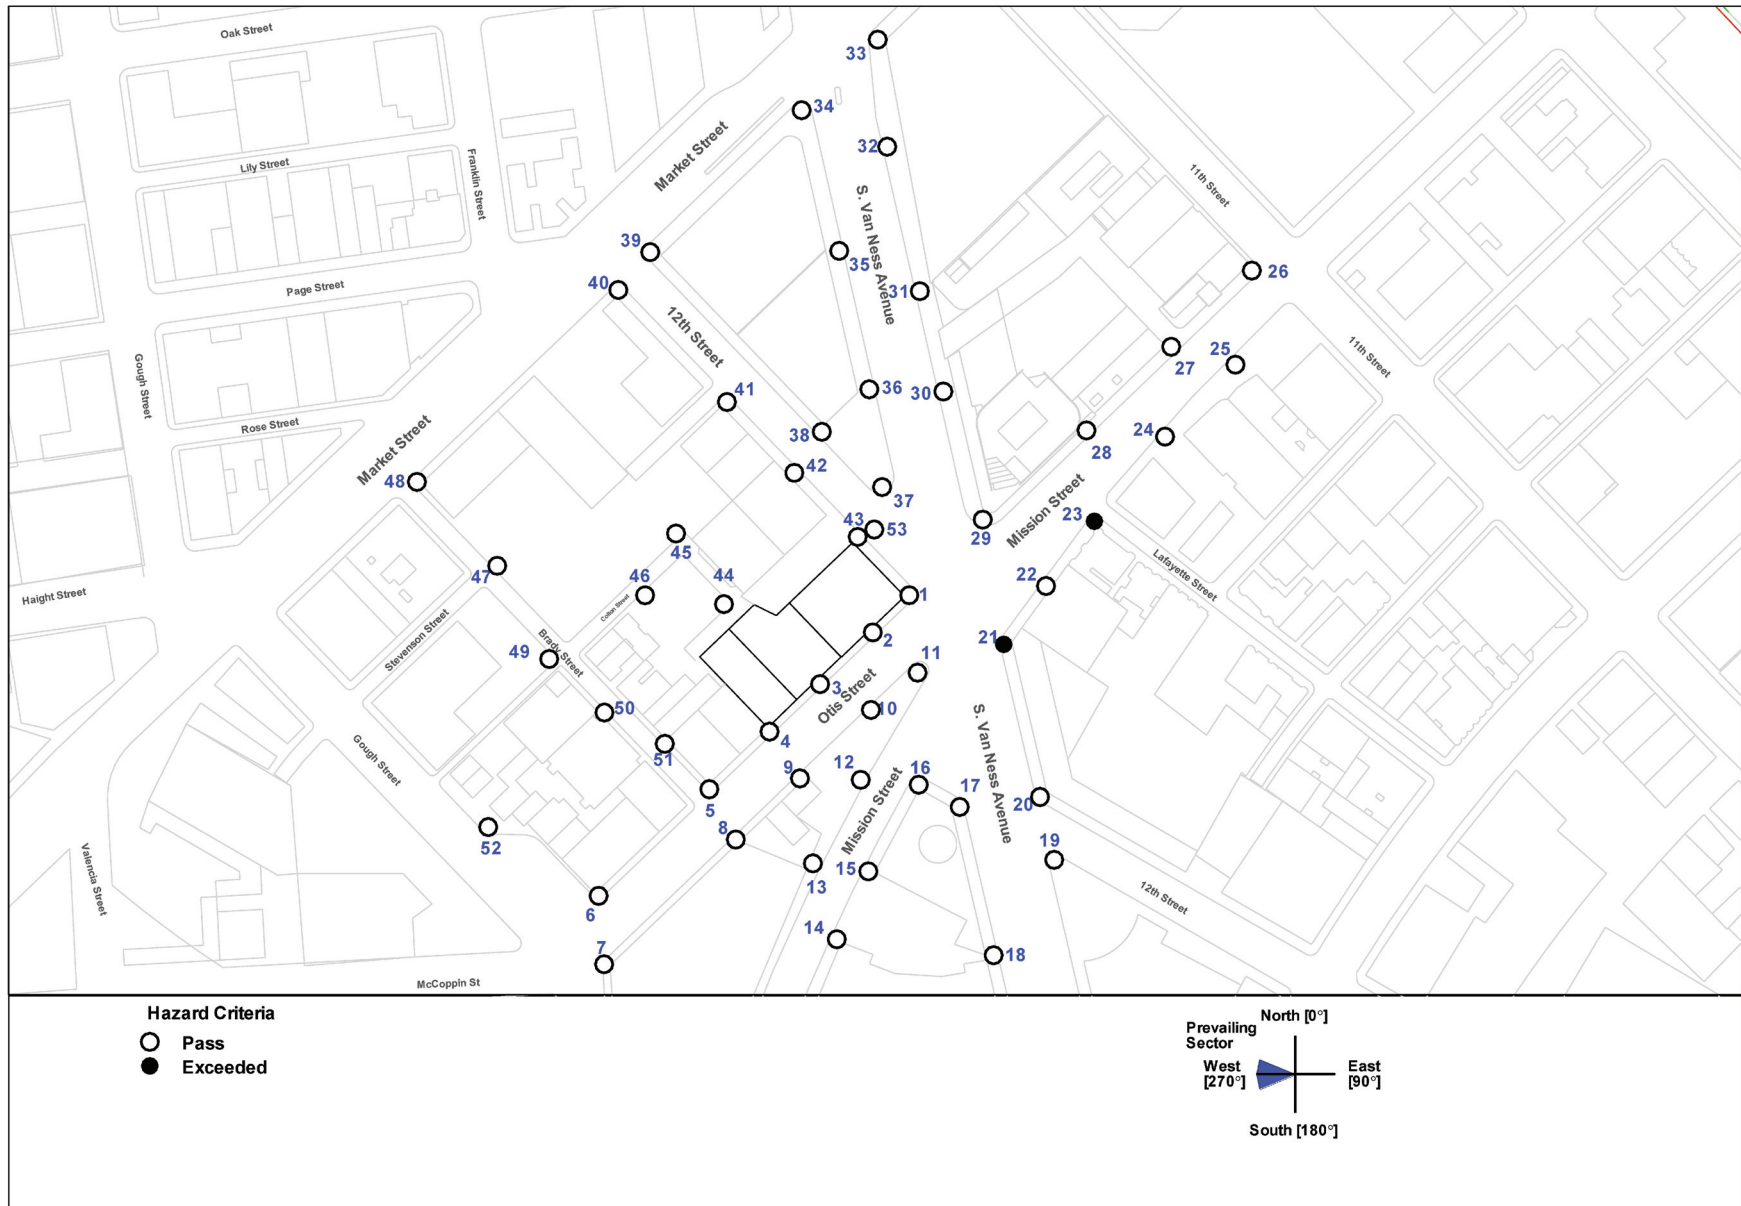 Oak Street
33
34
Market Street
32
Lily Street
Franklin Street
11th Street
S. Van Ness Avenue
39
35
26
40
Page Street
31
12th Street
27
25
11th Street
Gough Street
41
36
30
Rose Street
38
24
28
Market Street
42
48
37
Mission Street
23
43
53
29
45
Lafayette Street
47
46
44
22
Haight Street
Colton Street
1
Stevenson Street
Brady Street
2
21
49
11
3
Otis Street
10
50
4
S. Van Ness Avenue
51
Gough Street
9
12
16
17
5
20
Mission Street
8
52
19
15
13
Valencia Street
12th Street
6
14
7
18
McCoppin St
Hazard Criteria
Pass
Exceeded
North [0°]
Prevailing
Sector
West
[270°]
East
[90°]
South [180°]